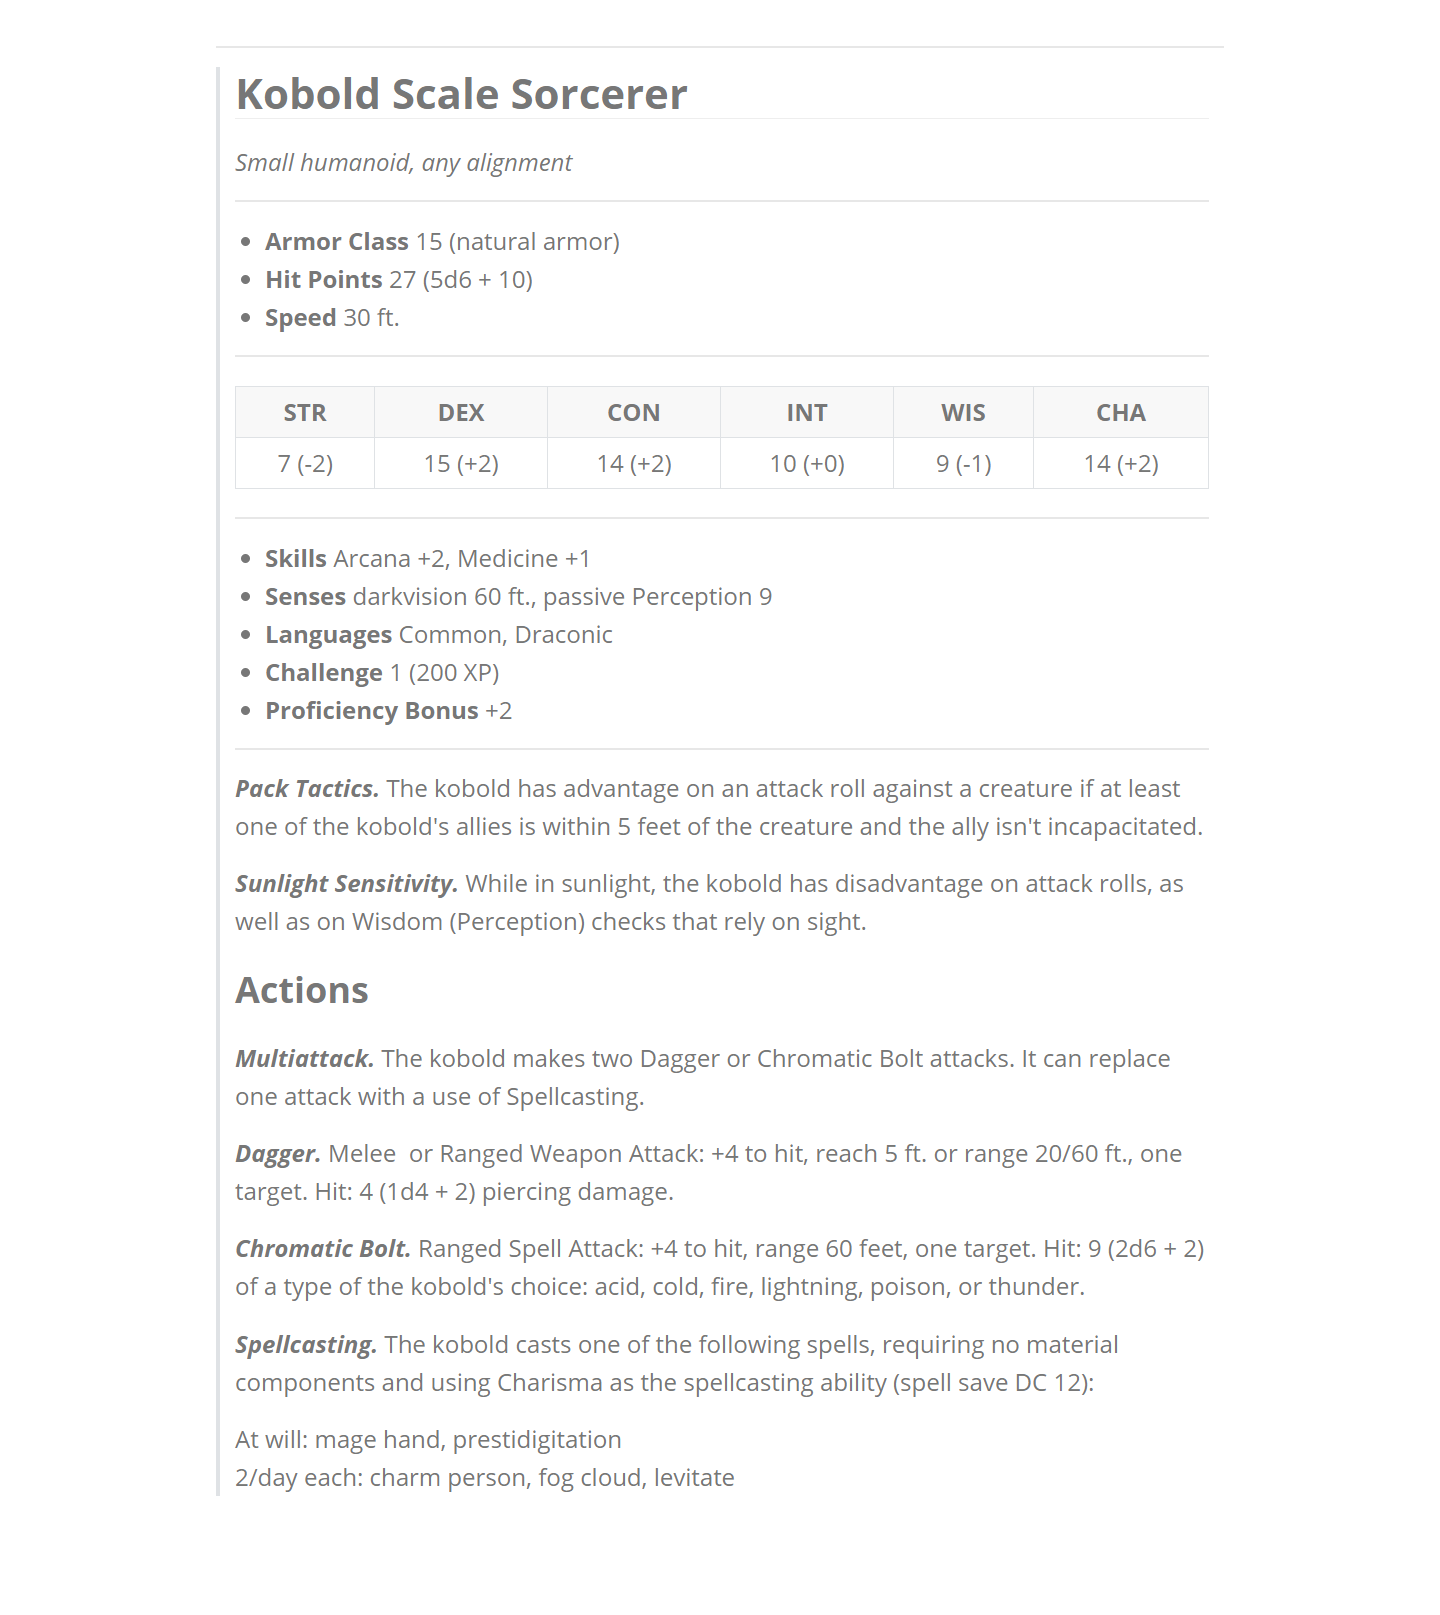 Kobold Scale Sorcerer
Small humanoid, any alignment
• Armor Class 15 (natural armor)
• Hit Points 27 (5d6 + 10)
• Speed 30 ft.
STR DEX CON INT WIS CHA
7 (-2) 15 (+2) 14 (+2) 10 (+0) 9 (-1) 14 (+2)
• Skills Arcana +2, Medicine +1
• Senses darkvision 60 ft., passive Perception 9
• Languages Common, Draconic
• Challenge 1 (200 XP)
• Proficiency Bonus +2
Pack Tactics. The kobold has advantage on an attack roll against a creature if at least
one of the kobold's allies is within 5 feet of the creature and the ally isn't incapacitated.
Sunlight Sensitivity. While in sunlight, the kobold has disadvantage on attack rolls, as
well as on Wisdom (Perception) checks that rely on sight.
Actions
Multiattack. The kobold makes two Dagger or Chromatic Bolt attacks. It can replace
one attack with a use of Spellcasting.
Dagger. Melee  or Ranged Weapon Attack: +4 to hit, reach 5 ft. or range 20/60 ft., one
target. Hit: 4 (1d4 + 2) piercing damage.
Chromatic Bolt. Ranged Spell Attack: +4 to hit, range 60 feet, one target. Hit: 9 (2d6 + 2)
of a type of the kobold's choice: acid, cold, fire, lightning, poison, or thunder.
Spellcasting. The kobold casts one of the following spells, requiring no material
components and using Charisma as the spellcasting ability (spell save DC 12):
At will: mage hand, prestidigitation
2/day each: charm person, fog cloud, levitate